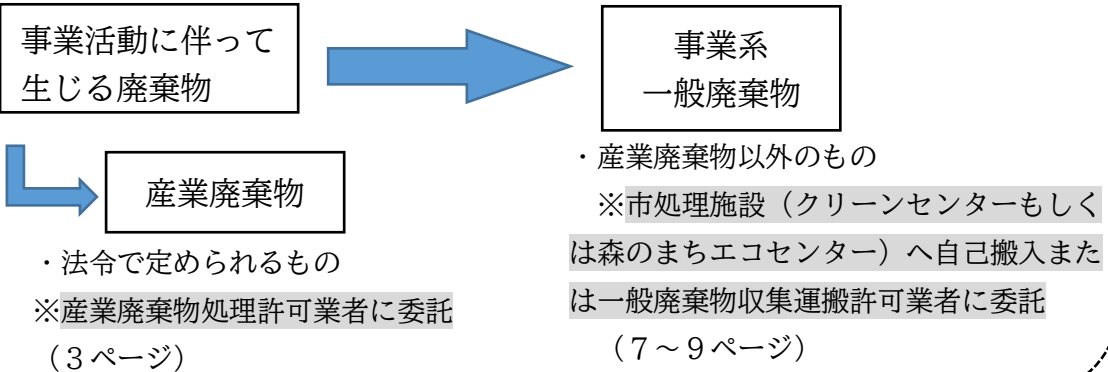 事業活動に伴って
生じる廃棄物
事業系
一般廃棄物
産業廃棄物
・法令で定められるもの
※産業廃棄物処理許可業者に委託
（３ページ）
・産業廃棄物以外のもの
※市処理施設（クリーンセンターもしく
は森のまちエコセンター）へ自己搬入また
は一般廃棄物収集運搬許可業者に委託
（７～９ページ）